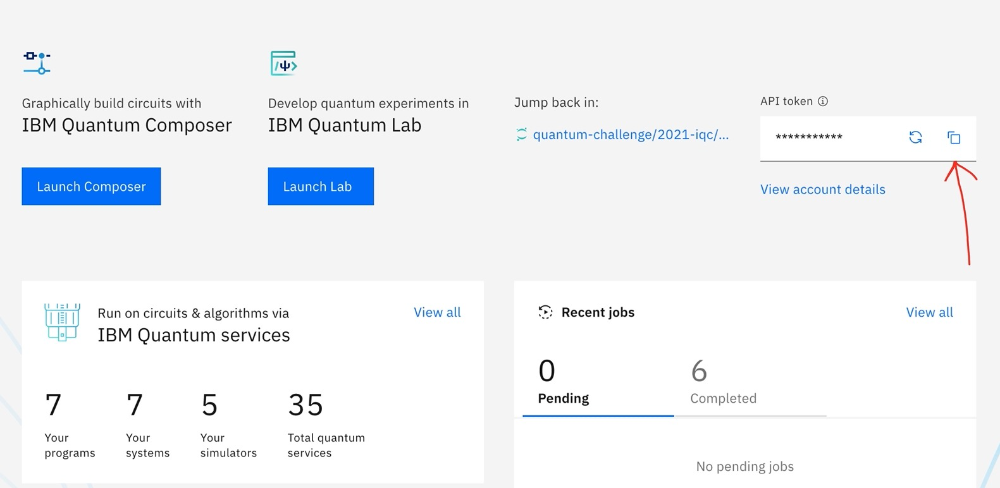 Graphically build circuits with
IBM Quantum Composer
Launch Composer
Develop quantum experiments in
IBM Quantum Lab
Launch Lab
Jump back in:
quantum-challenge/2021-iqc/...
API token
***********
View account details
Run on circuits & algorithms via
IBM Quantum services
View all
7
Your
programs
7
Your
systems
5
Your
simulators
35
Total quantum
services
Recent jobs
View all
0
Pending
6
Completed
No pending jobs